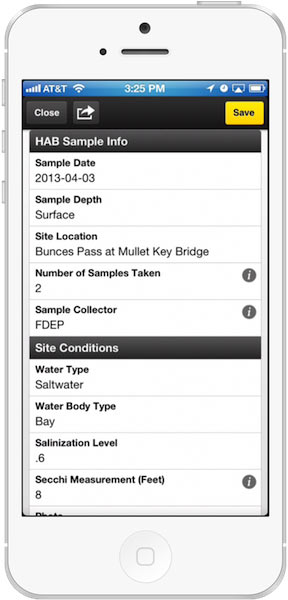 AT&T 3:25 PM
Close Save
HAB Sample Info
Sample Date
2013-04-03
Sample Depth
Surface
Site Location
Bunces Pass at Mullet Key Bridge
Number of Samples Taken
2
Sample Collector
FDEP
Site Conditions
Water Type
Saltwater
Water Body Type
Bay
Salinization Level
.6
Secchi Measurement (Feet)
8
Photo